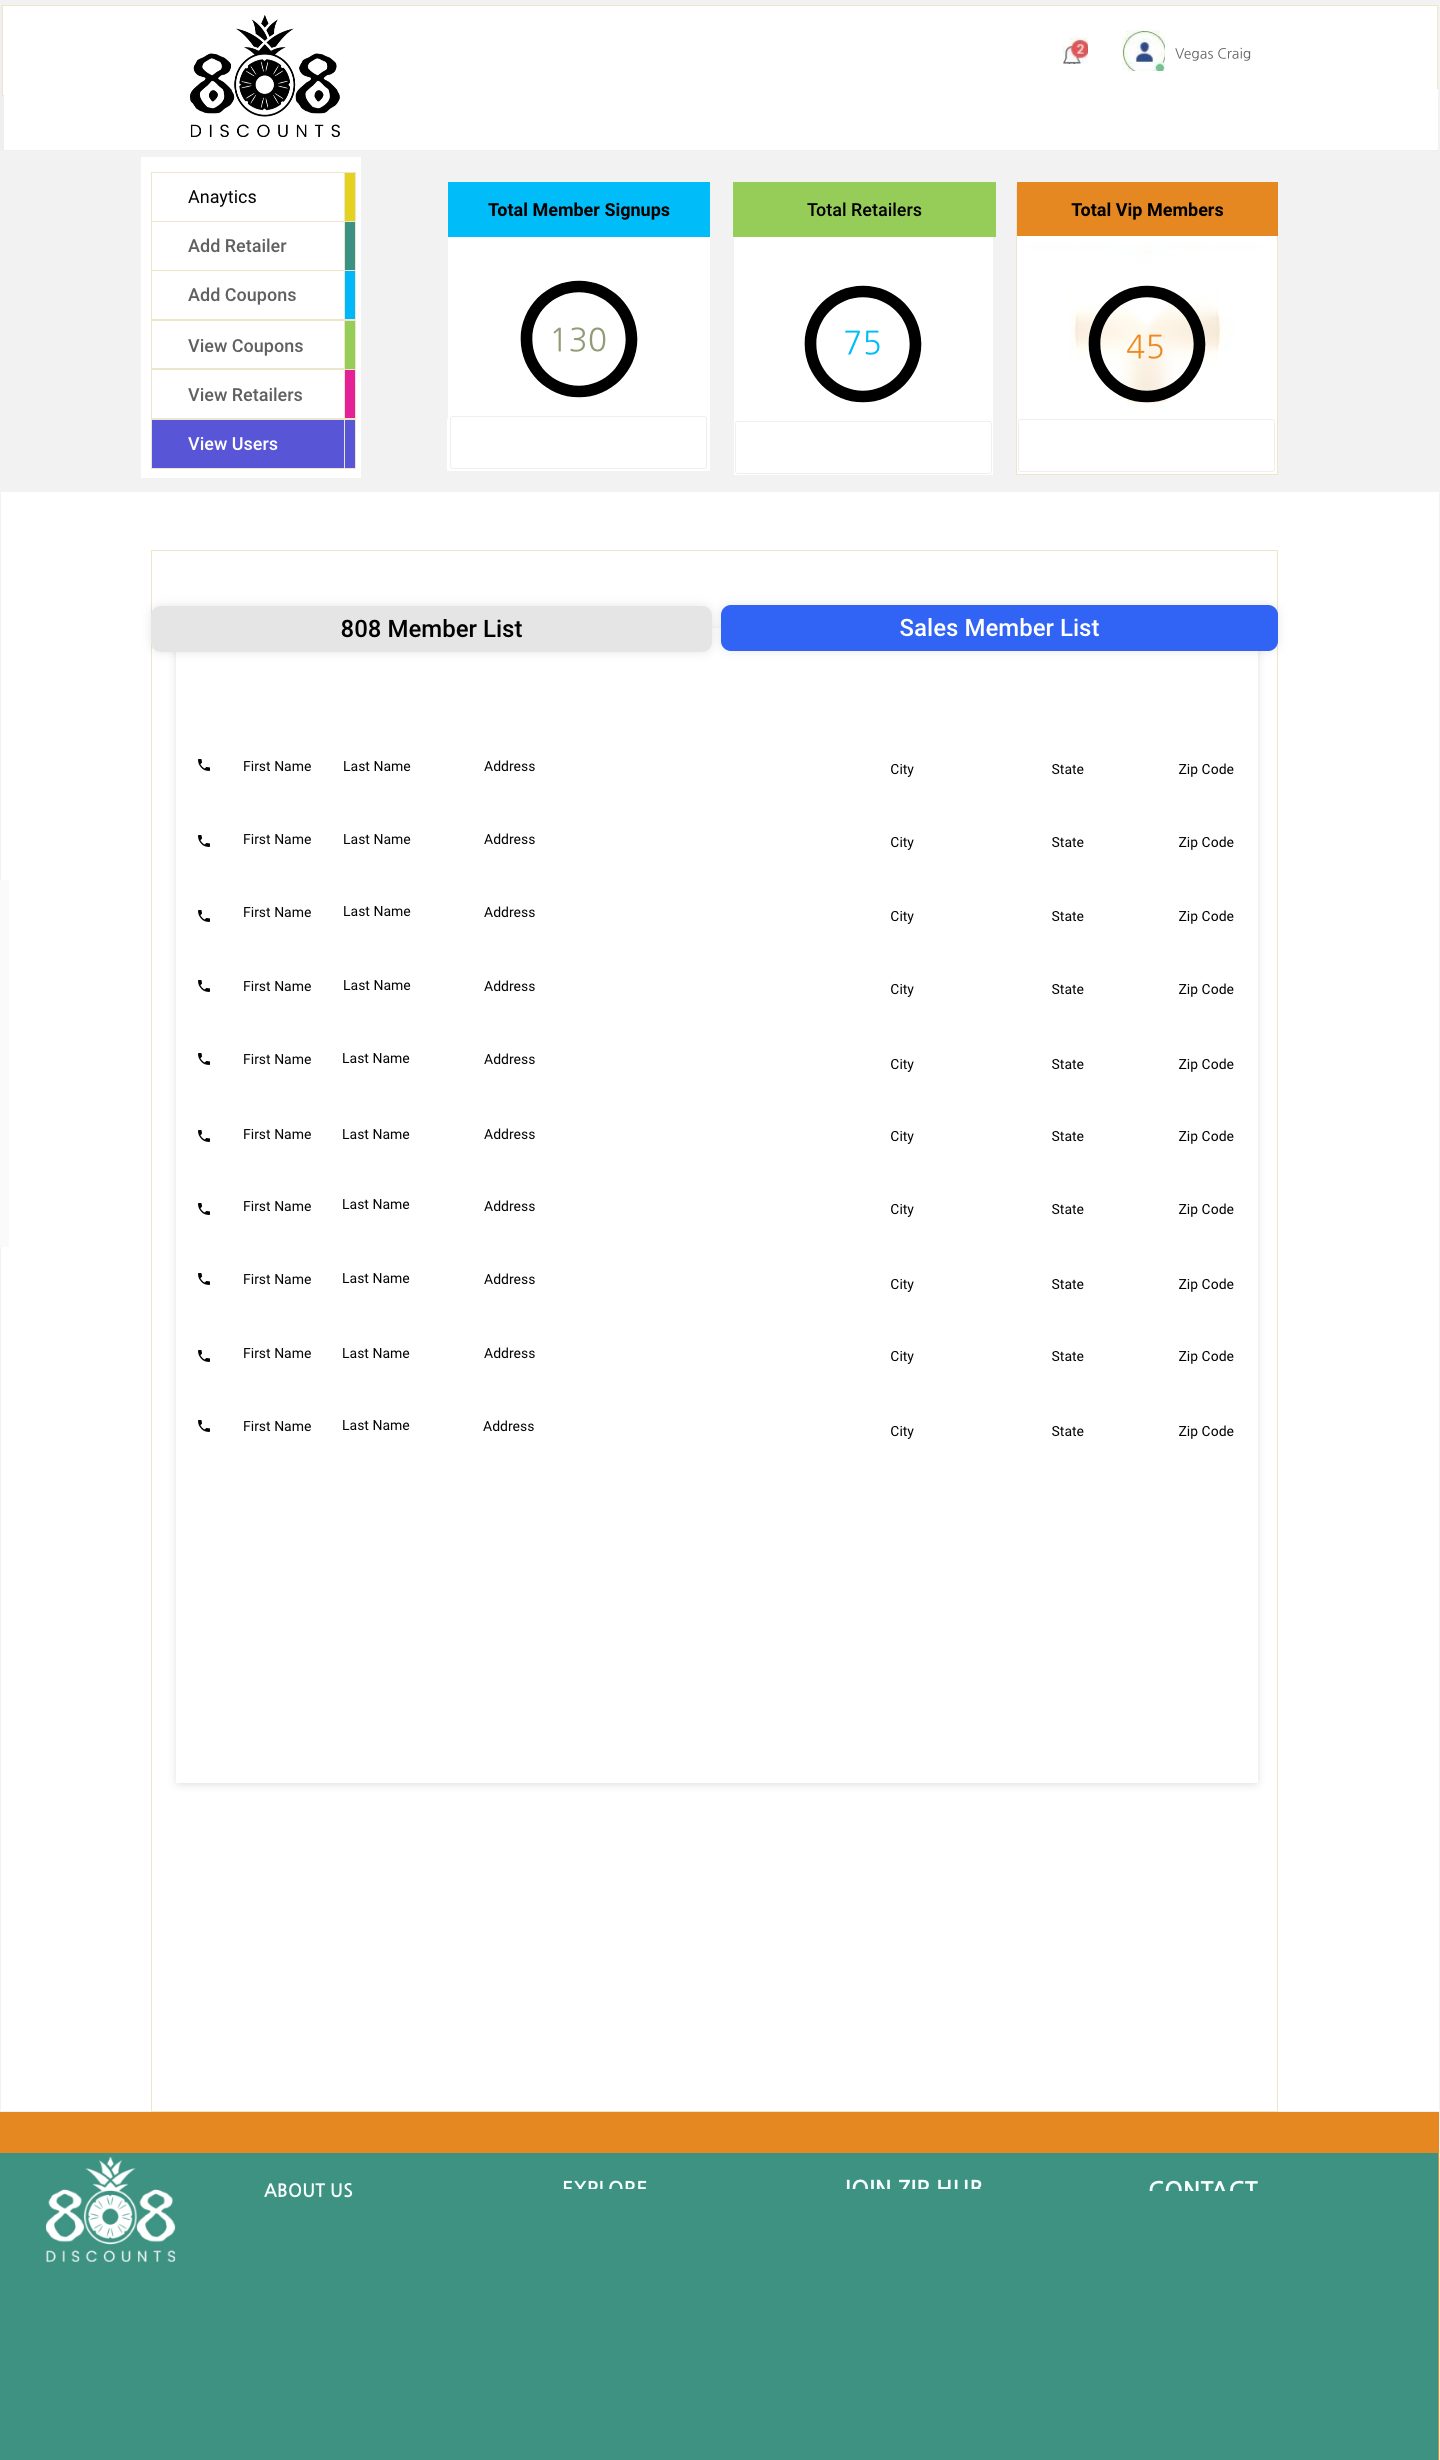 808
DISCOUNTS
2
Vegas Craig
Anaytics
Add Retailer
Add Coupons
View Coupons
View Retailers
View Users
Total Member Signups
130
Total Retailers
75
Total Vip Members
45
808 Member List
Sales Member List
First Name Last Name Address City State Zip Code
First Name Last Name Address City State Zip Code
First Name Last Name Address City State Zip Code
First Name Last Name Address City State Zip Code
First Name Last Name Address City State Zip Code
First Name Last Name Address City State Zip Code
First Name Last Name Address City State Zip Code
First Name Last Name Address City State Zip Code
First Name Last Name Address City State Zip Code
First Name Last Name Address City State Zip Code
808
DISCOUNTS
ABOUT US
EXPLORE
JOIN ZIP HUB
CONTACT